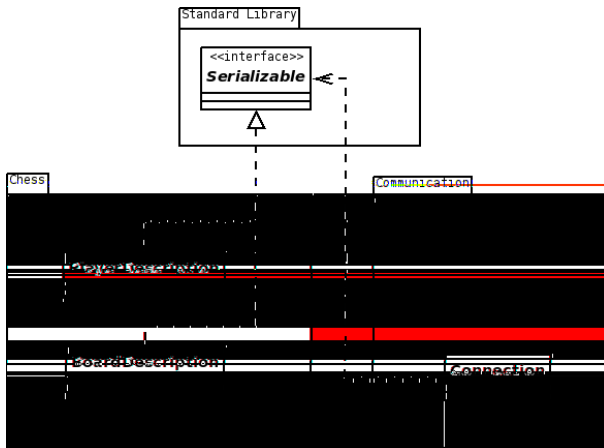 Standard Library
<<interface>>
Serializable
Chess
Communication
PlayerDescription
BoardDescription
Connection